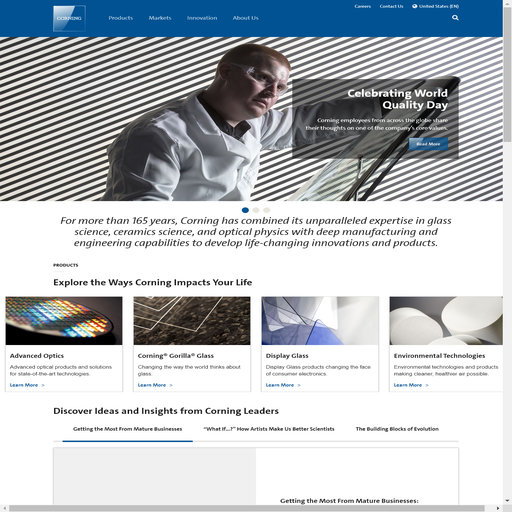 Careers Contact Us United States (EN)
CORNING Products Markets Innovation About Us
Celebrating World
Quality Day
Corning employees from across the globe share
their thoughts on one of the company's core values.
Read More
For more than 165 years, Corning has combined its unparalleled expertise in glass
science, ceramics science, and optical physics with deep manufacturing and
engineering capabilities to develop life-changing innovations and products.
PRODUCTS
Explore the Ways Corning Impacts Your Life
Advanced Optics
Advanced optical products and solutions
for state-of-the-art technologies.
Learn More >
Corning® Gorilla® Glass
Changing the way the world thinks about
glass.
Learn More >
Display Glass
Display Glass products changing the face
of consumer electronics.
Learn More >
Environmental Technologies
Environmental technologies and products
making cleaner, healthier air possible.
Learn More >
Discover Ideas and Insights from Corning Leaders
Getting the Most From Mature Businesses "What If...?" How Artists Make Us Better Scientists The Building Blocks of Evolution
Getting the Most From Mature Businesses: